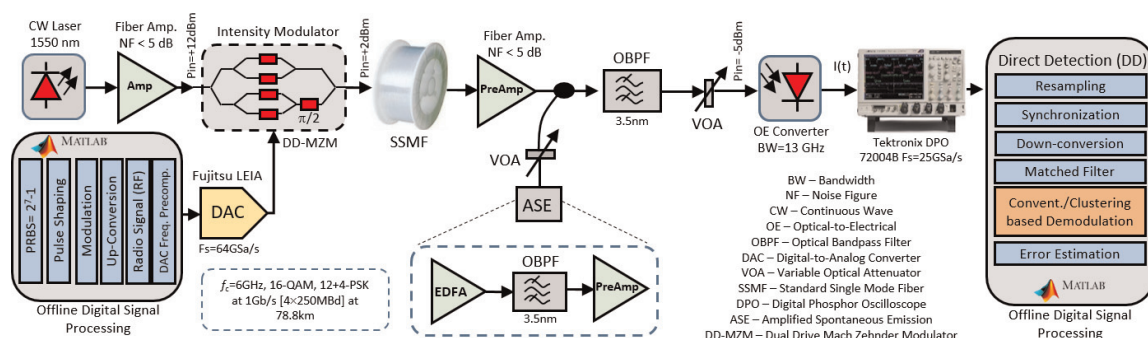 CW Laser
1550 nm
Fiber Amp.
NF < 5 dB
Amp
Pin=+12dBm
Intensity Modulator
π/2
DD-MZM
Pin=+2dBm
SSMF
Fiber Amp.
NF < 5 dB
PreAmp
VOA
ASE
OBPF
3.5nm
VOA
Pin= -5dBm
OE Converter
BW=13 GHz
I(t)
Tektronix DPO
72004B Fs=25GSa/s
Direct Detection (DD)
Resampling
Synchronization
Down-conversion
Matched Filter
Convent./Clustering
based Demodulation
Error Estimation
MATLAB
Offline Digital Signal
Processing
MATLAB
PRBS= 2⁷-1
Pulse Shaping
Modulation
Up-Conversion
Radio Signal (RF)
DAC Freq. Precomp.
Offline Digital Signal
Processing
Fujitsu LEIA
DAC
Fs=64GSa/s
fc=6GHz, 16-QAM, 12+4-PSK
at 1Gb/s [4×250MBd] at
78.8km
EDFA
OBPF
3.5nm
PreAmp
BW – Bandwidth
NF – Noise Figure
CW – Continuous Wave
OE – Optical-to-Electrical
OBPF – Optical Bandpass Filter
DAC – Digital-to-Analog Converter
VOA – Variable Optical Attenuator
SSMF – Standard Single Mode Fiber
DPO – Digital Phosphor Oscilloscope
ASE – Amplified Spontaneous Emission
DD-MZM – Dual Drive Mach Zehnder Modulator